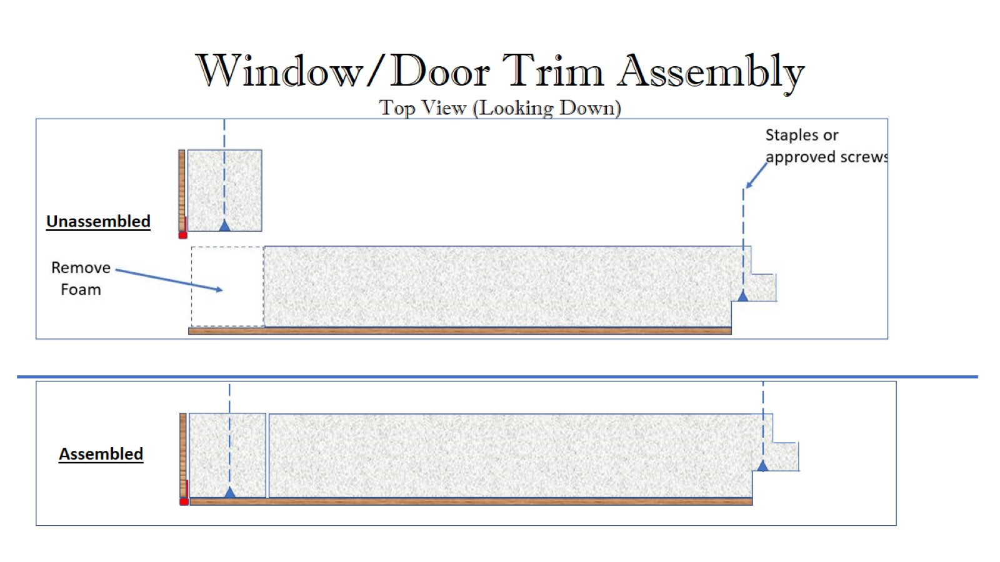 Window/Door Trim Assembly
Top View (Looking Down)
Staples or
approved screws
Unassembled
Remove
Foam
Assembled